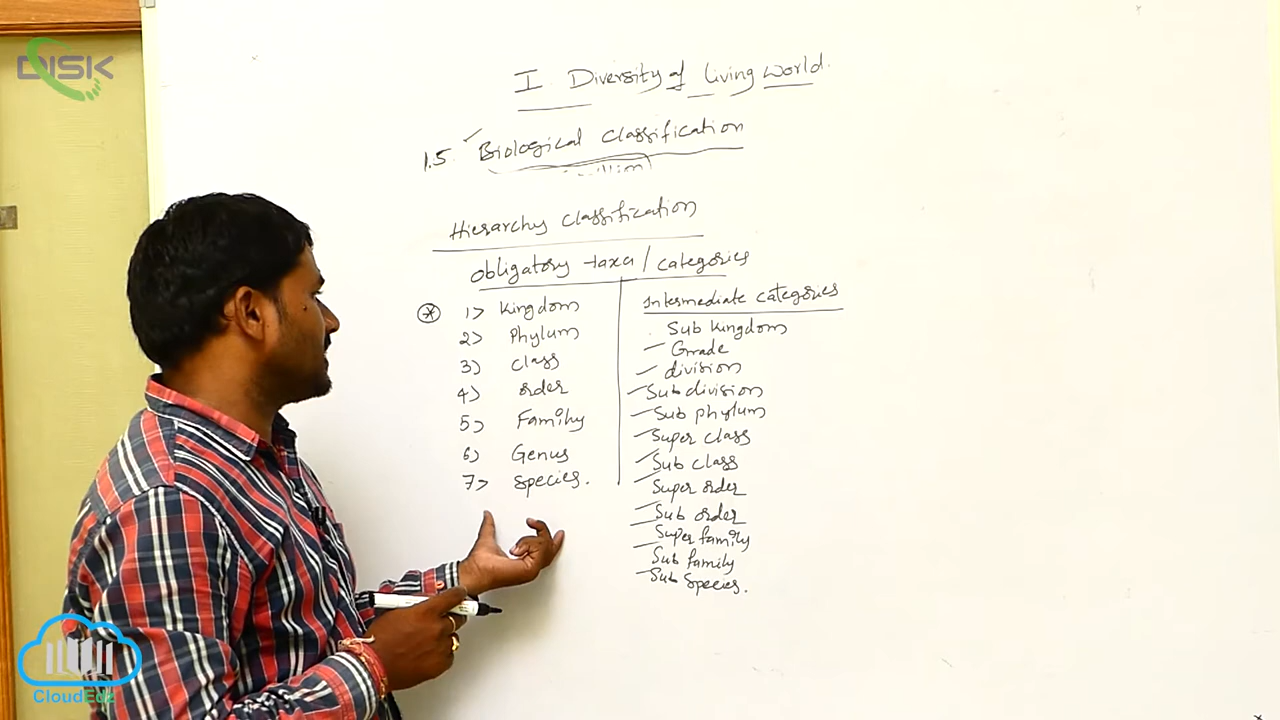 DISK
I. Diversity of living world.
1.5. Biological classification
Hierarchy classification
Obligatory taxa / categories
1> Kingdom
2) Phylum
3) class
4) order
5) Family
6) Genus
7> Species.
Intermediate categories
Sub Kingdom
Grade
division
Sub division
Sub phylum
Super class
Sub class
Super order
Sub order
Super family
Sub family
Sub Species.
CloudEdz